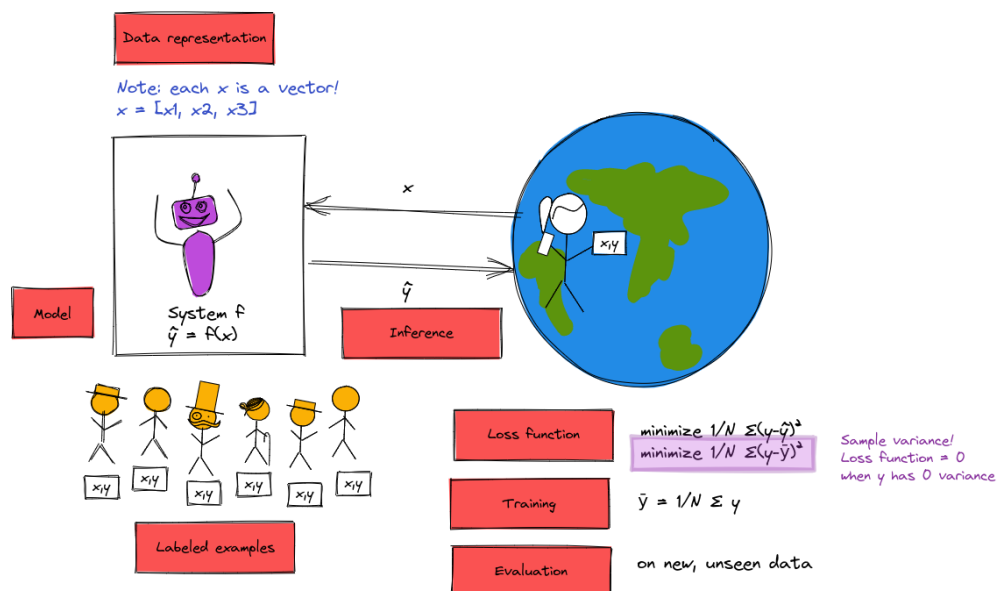 Data representation
Note: each x is a vector!
x = [x1, x2, x3]
x
x,y
System f
ŷ = f(x)
ŷ
Model
Inference
x,y
x,y
x,y
x,y
x,y
x,y
Labeled examples
Loss function
minimize 1/N Σ(y-ŷ)²
minimize 1/N Σ(y-ȳ)²
Sample variance!
Loss function = 0
when y has 0 variance
Training
ȳ = 1/N Σ y
Evaluation
on new, unseen data